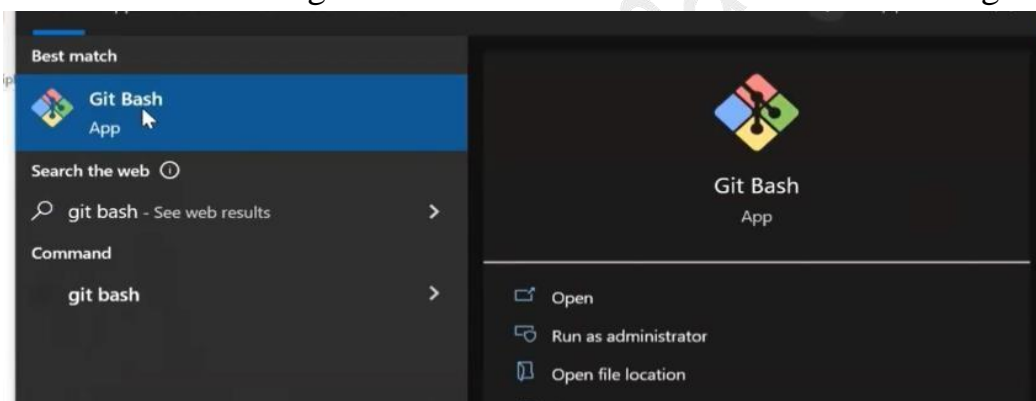 Best match
Git Bash
App
Search the web
git bash - See web results
Command
git bash
Git Bash
App
Open
Run as administrator
Open file location